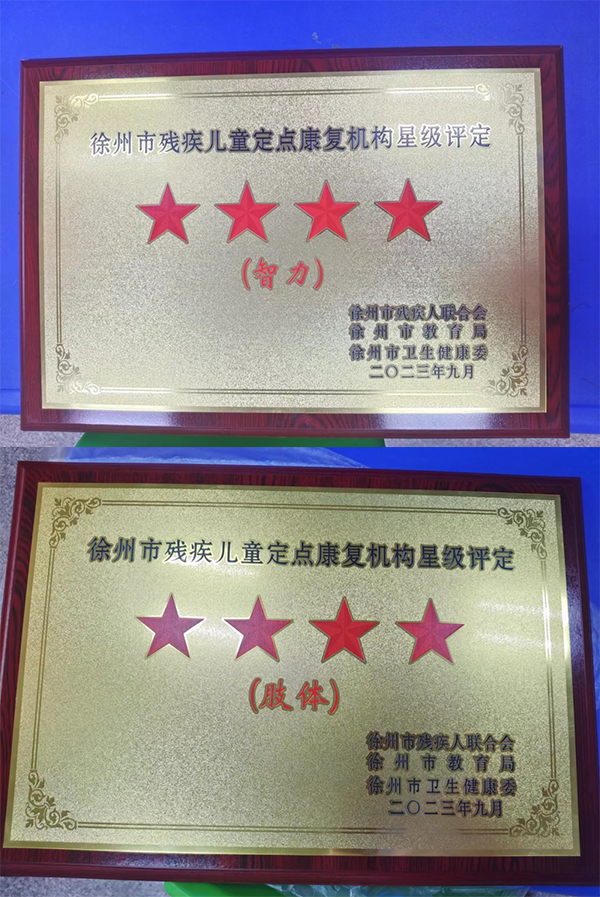 徐州市残疾儿童定点康复机构星级评定
(智力)
徐州市残疾人联合会
徐州市教育局
徐州市卫生健康委
二〇二三年九月
徐州市残疾儿童定点康复机构星级评定
(肢体)
徐州市残疾人联合会
徐州市教育局
徐州市卫生健康委
二〇二三年九月